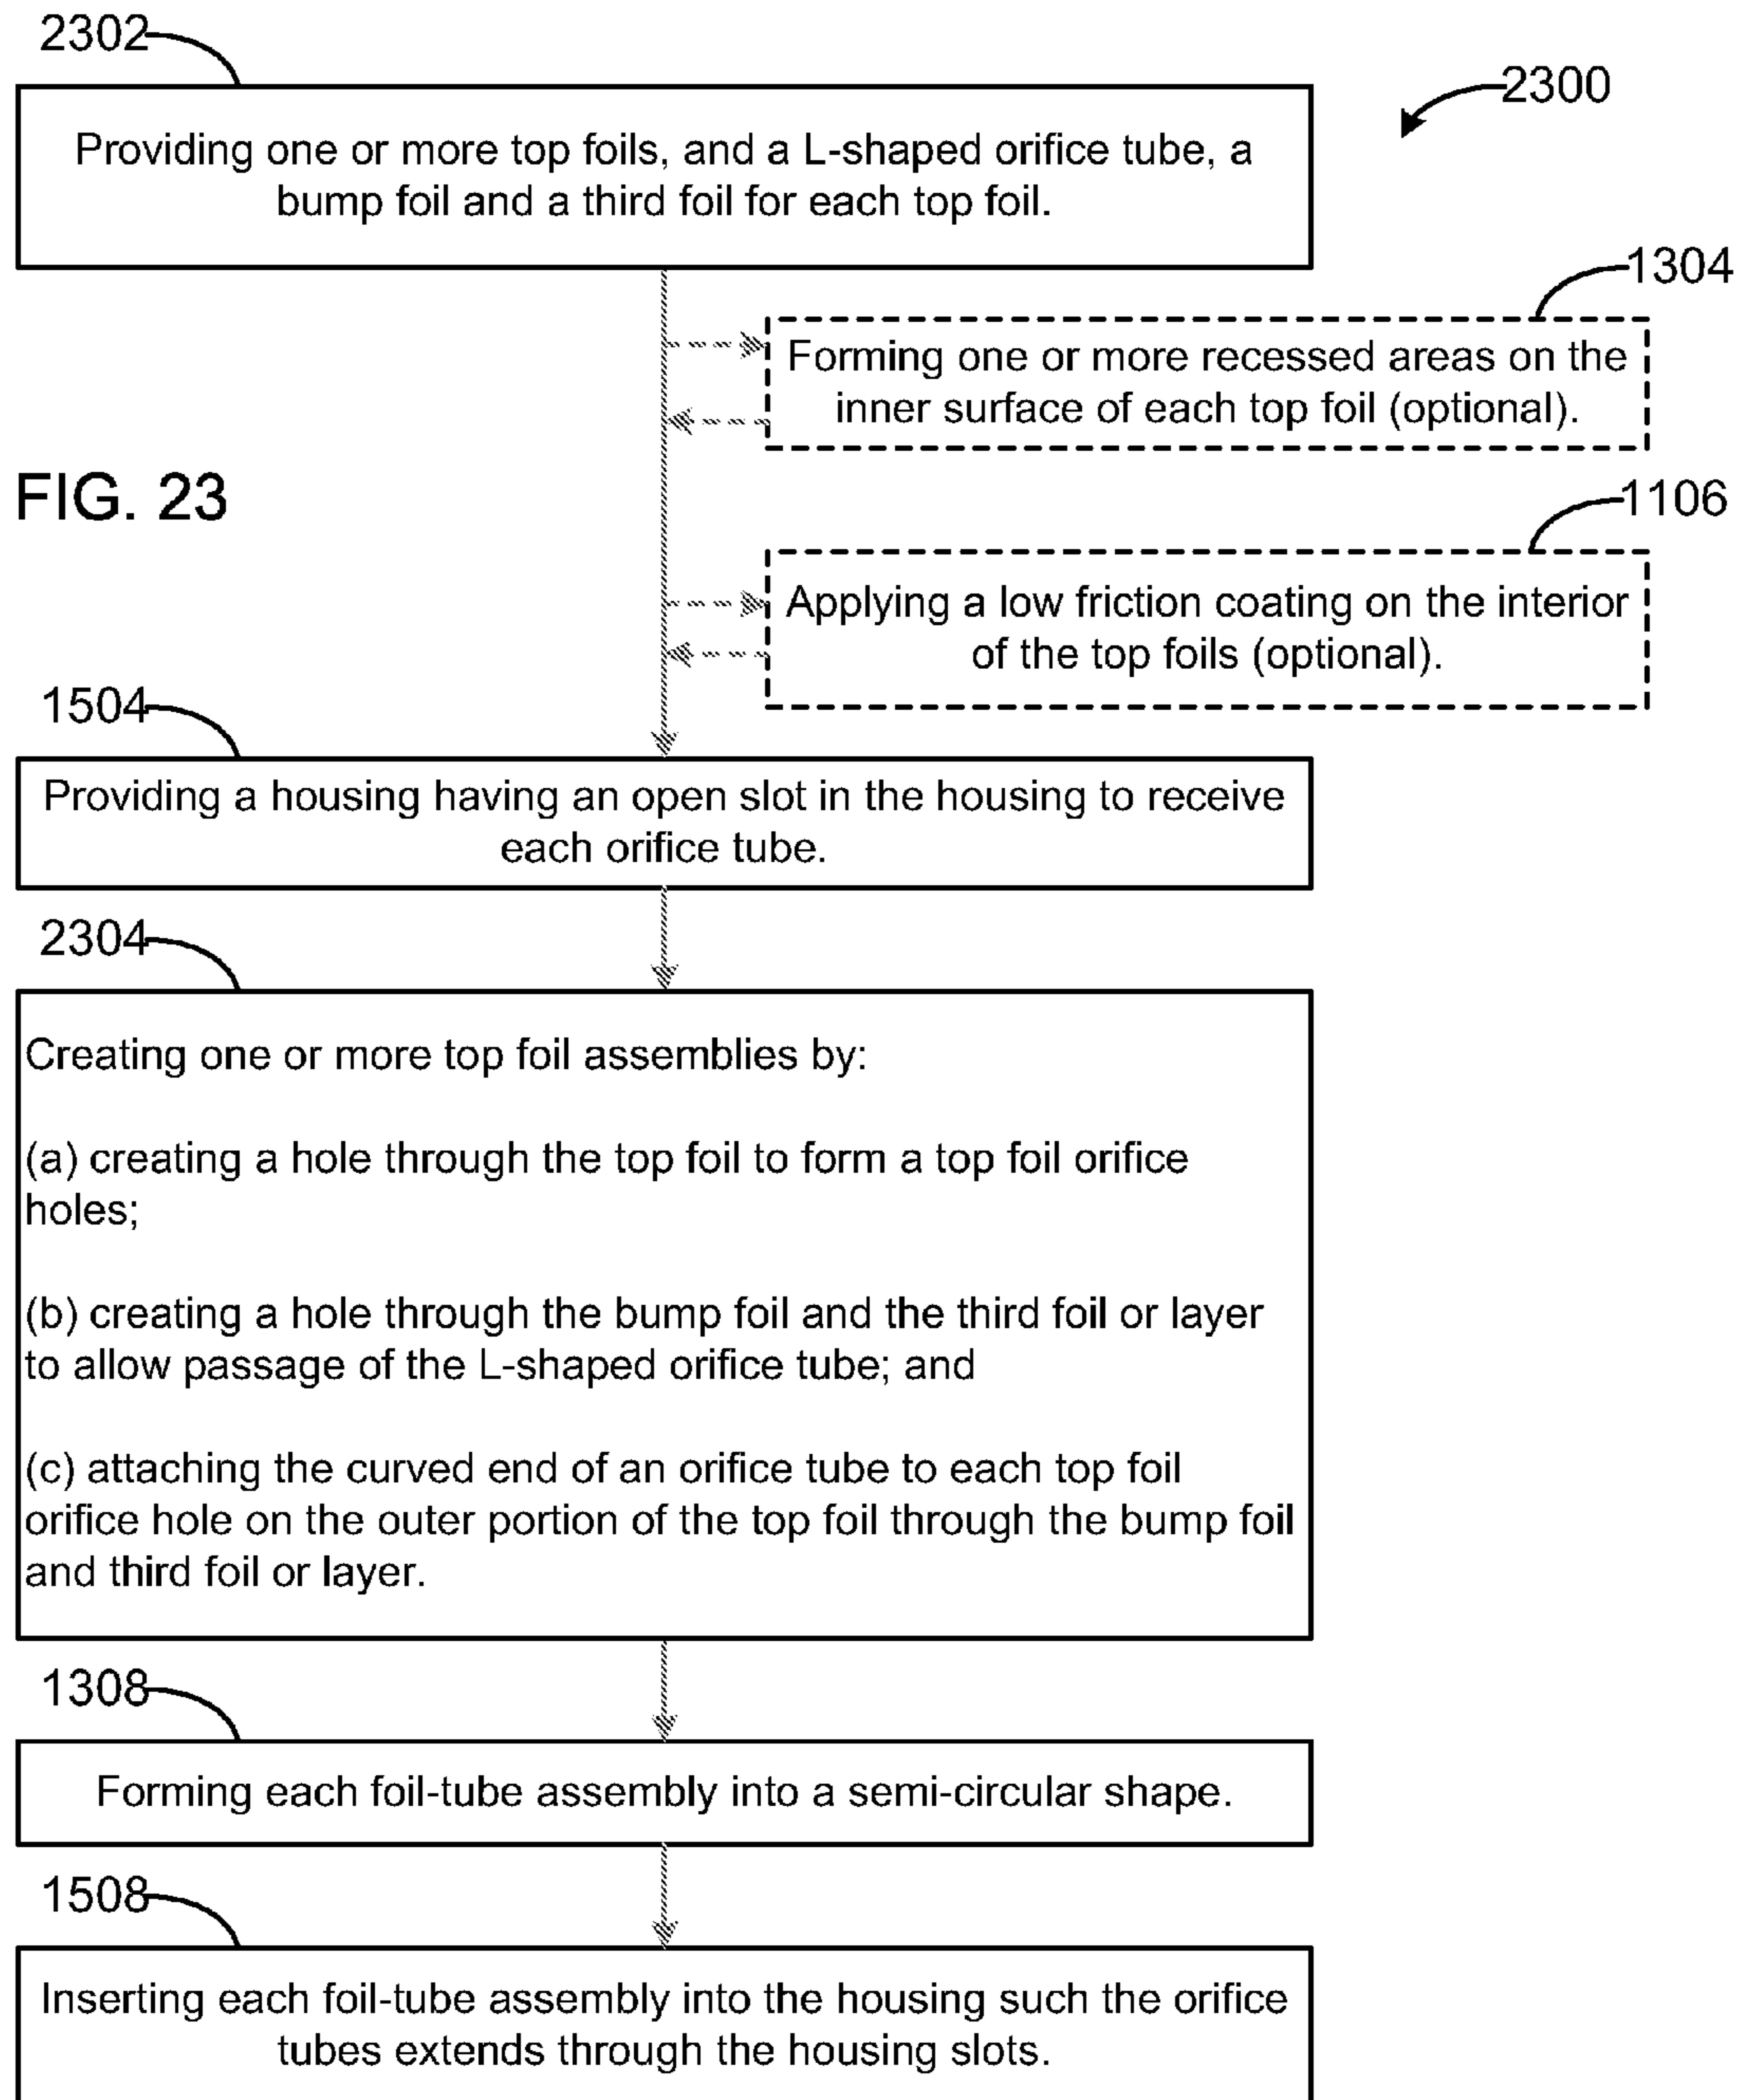 2302
2300
Providing one or more top foils, and a L-shaped orifice tube, a
bump foil and a third foil for each top foil.
1304
Forming one or more recessed areas on the
inner surface of each top foil (optional).
FIG. 23
1106
Applying a low friction coating on the interior
of the top foils (optional).
1504
Providing a housing having an open slot in the housing to receive
each orifice tube.
2304
Creating one or more top foil assemblies by:
(a) creating a hole through the top foil to form a top foil orifice
holes;
(b) creating a hole through the bump foil and the third foil or layer
to allow passage of the L-shaped orifice tube; and
(c) attaching the curved end of an orifice tube to each top foil
orifice hole on the outer portion of the top foil through the bump foil
and third foil or layer.
1308
Forming each foil-tube assembly into a semi-circular shape.
1508
Inserting each foil-tube assembly into the housing such the orifice
tubes extends through the housing slots.